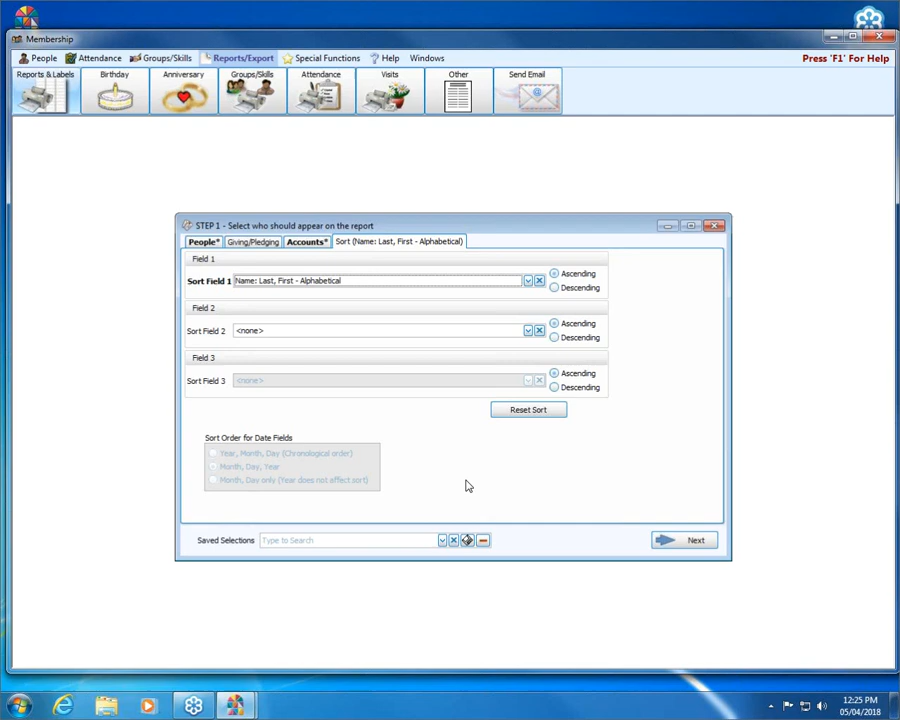 Membership
People Attendance Groups/Skills Reports/Export Special Functions Help Windows Press 'F1' For Help
Reports & Labels Birthday Anniversary Groups/Skills Attendance Visits Other Send Email
STEP 1 - Select who should appear on the report
People* Giving/Pledging Accounts* Sort (Name: Last, First - Alphabetical)
Field 1
Sort Field 1 Name: Last, First - Alphabetical Ascending
Descending
Field 2
Sort Field 2 <none> Ascending
Descending
Field 3
Sort Field 3 <none> Ascending
Descending
Reset Sort
Sort Order for Date Fields
Year, Month, Day (Chronological order)
Month, Day, Year
Month, Day only (Year does not affect sort)
Saved Selections Type to Search Next
12:25 PM
05/04/2018